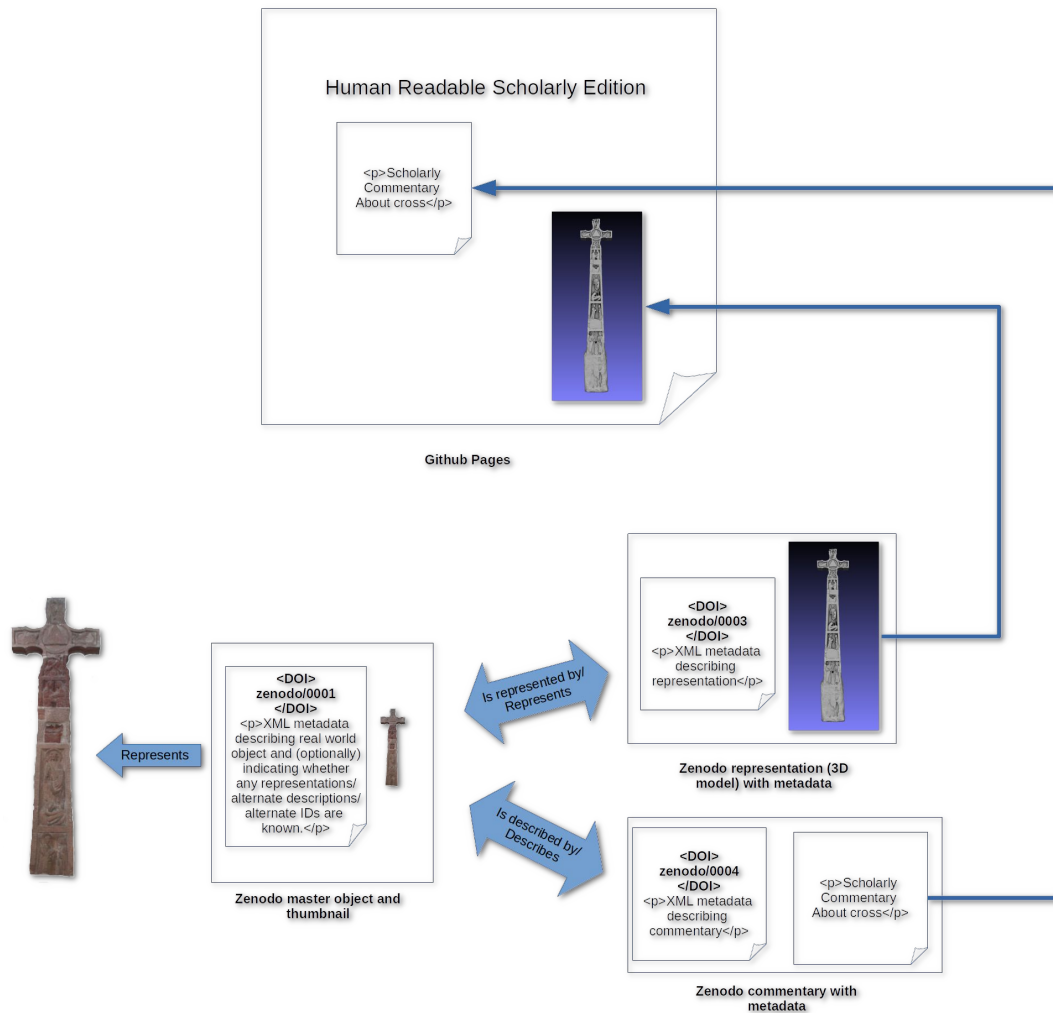 Human Readable Scholarly Edition
<p>Scholarly
Commentary
About cross</p>
Github Pages
Represents
<DOI>
zenodo/0001
</DOI>
<p>XML metadata
describing real world
object and (optionally)
indicating whether
any representations/
alternate descriptions/
alternate IDs are
known.</p>
Zenodo master object and
thumbnail
Is represented by/
Represents
Is described by/
Describes
<DOI>
zenodo/0003
</DOI>
<p>XML metadata
describing
representation</p>
Zenodo representation (3D
model) with metadata
<DOI>
zenodo/0004
</DOI>
<p>XML metadata
describing
commentary</p>
<p>Scholarly
Commentary
About cross</p>
Zenodo commentary with
metadata